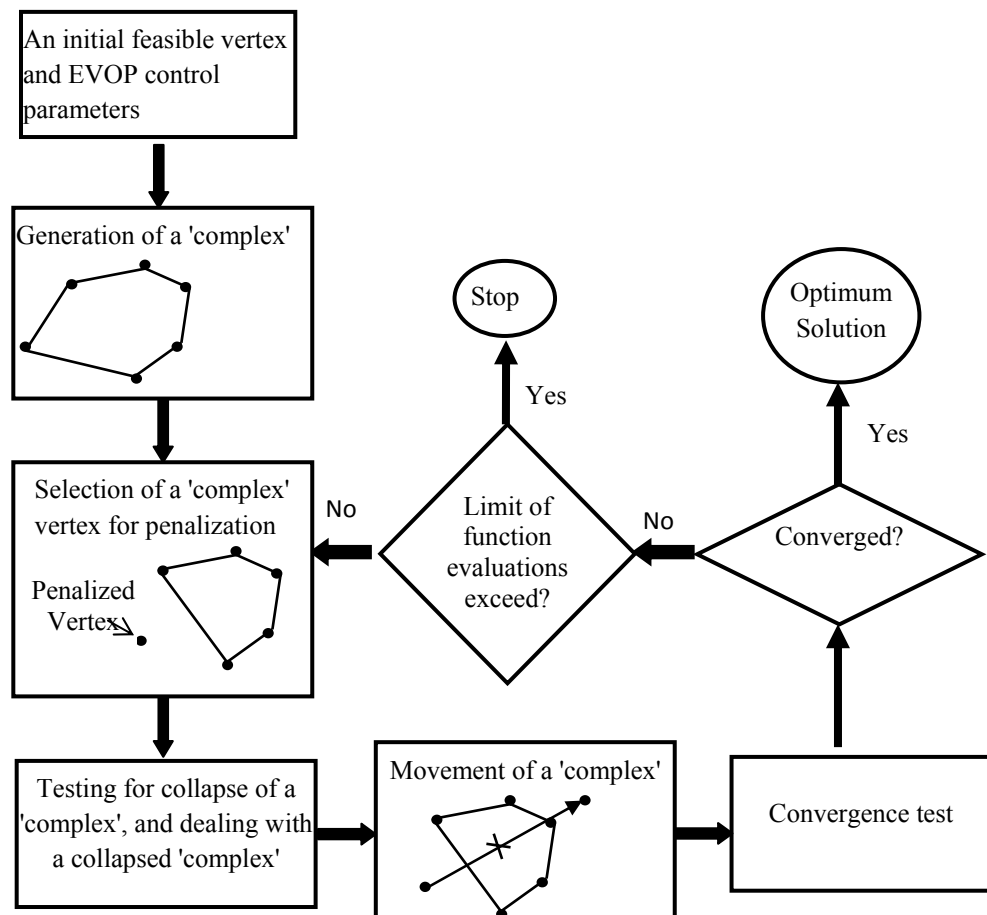 An initial feasible vertex
and EVOP control
parameters
Generation of a 'complex'
Stop
Optimum
Solution
Yes
Yes
Selection of a 'complex'
vertex for penalization
No
Limit of
function
evaluations
exceed?
No
Converged?
Penalized
Vertex
Testing for collapse of a
'complex', and dealing with
a collapsed 'complex'
Movement of a 'complex'
Convergence test